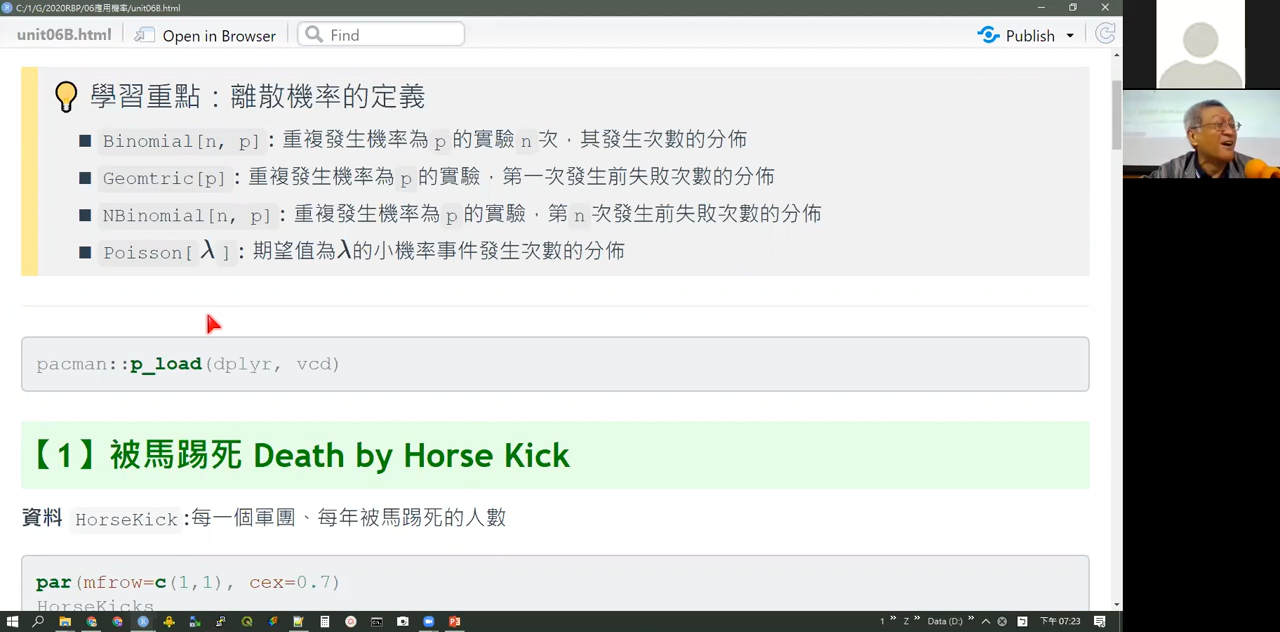 C:/1/G/2020RBP/06應用機率/unit06B.html
unit06B.html
Open in Browser
Find
Publish
學習重點：離散機率的定義
Binomial[n, p]：重複發生機率為 p 的實驗 n 次，其發生次數的分佈
Geomtric[p]：重複發生機率為 p 的實驗，第一次發生前失敗次數的分佈
NBinomial[n, p]：重複發生機率為 p 的實驗，第 n 次發生前失敗次數的分佈
Poisson[λ]：期望值為λ的小機率事件發生次數的分佈
pacman::p_load(dplyr, vcd)
【1】被馬踢死 Death by Horse Kick
資料 HorseKick:每一個軍團、每年被馬踢死的人數
par(mfrow=c(1,1), cex=0.7)
HorseKicks
1 » Z » Data (D:) » 下午 07:23